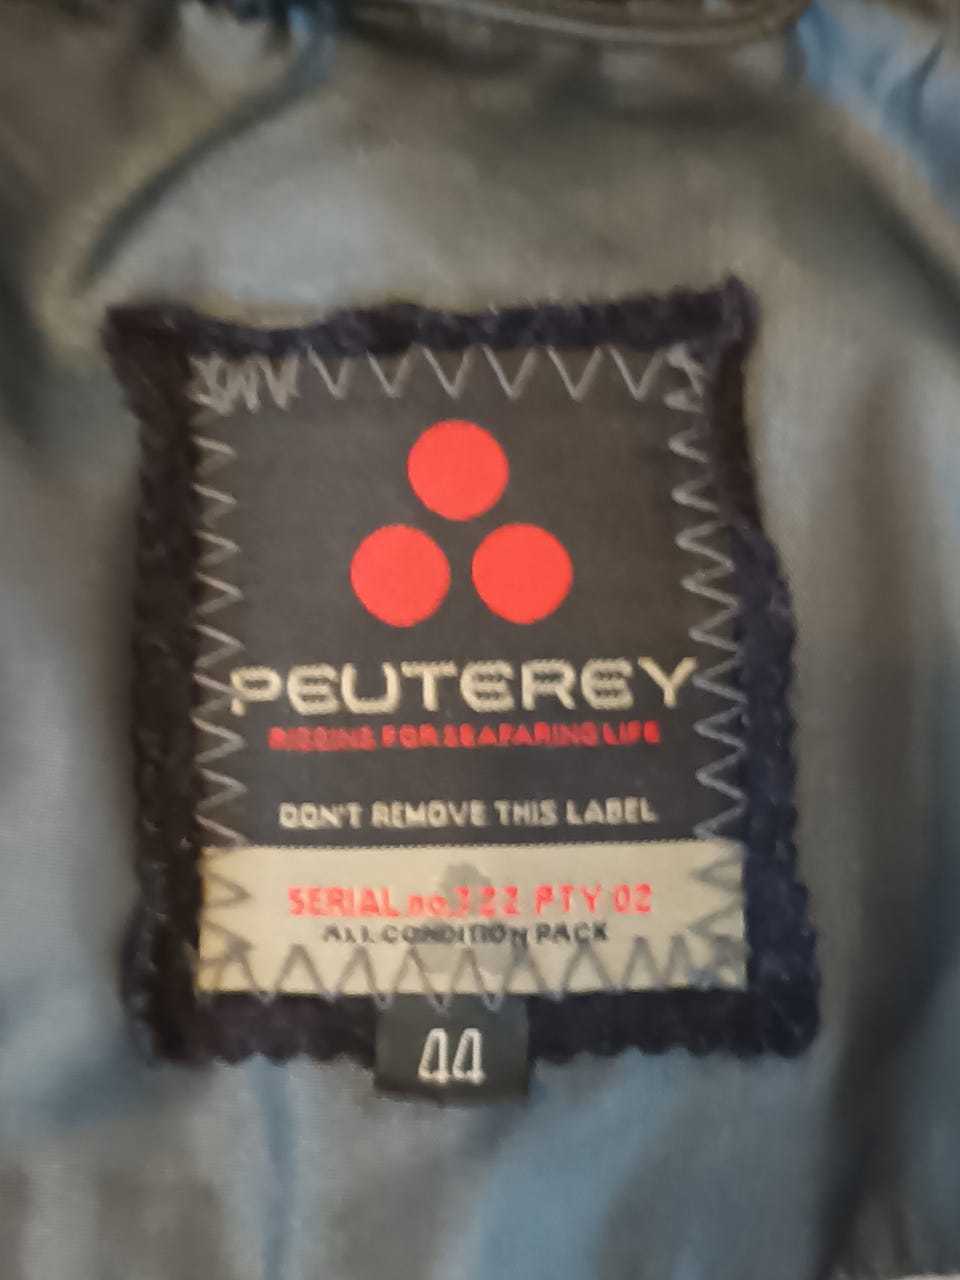 PEUTEREY
RIGGING FOR SEAFARING LIFE
DON'T REMOVE THIS LABEL
SERIAL no.322 PTY 02
ALL CONDITION PACK
44